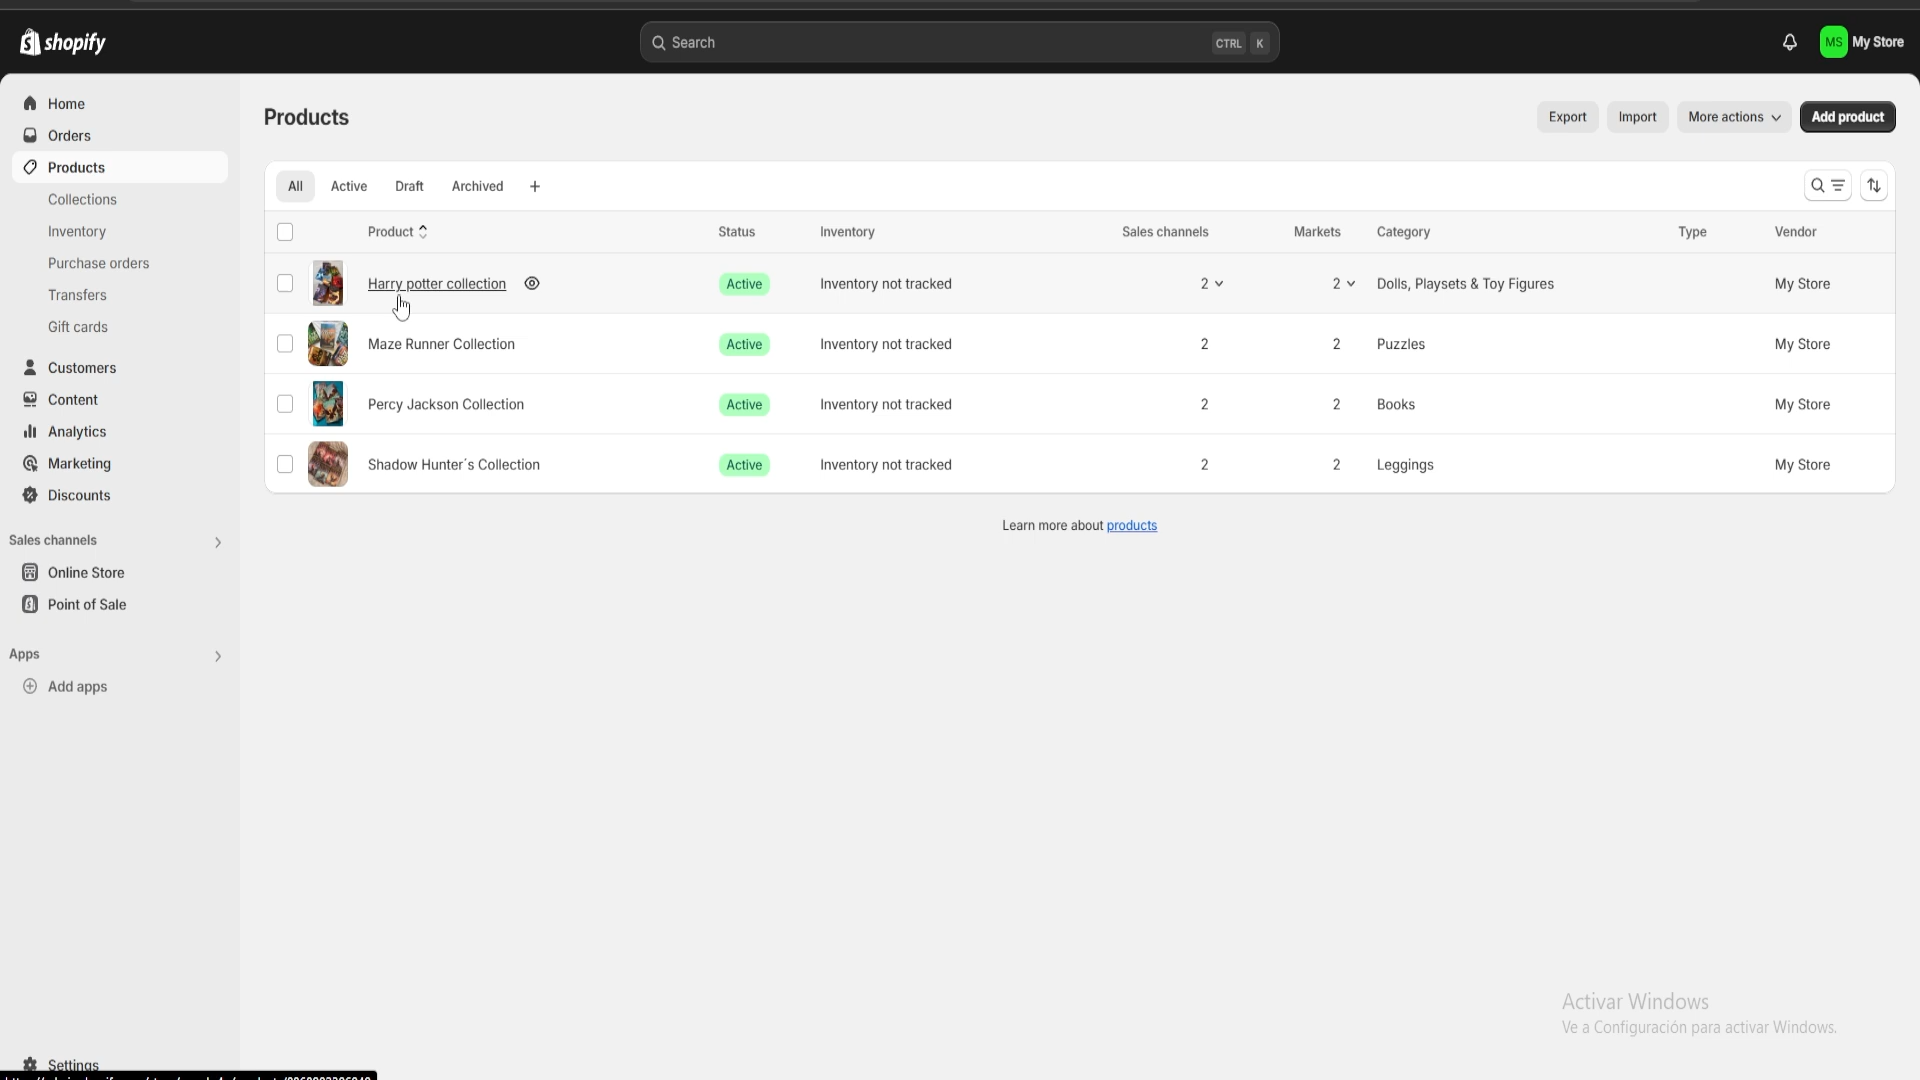 shopify
Search CTRL K
MS My Store
Home
Orders
Products
Collections
Inventory
Purchase orders
Transfers
Gift cards
Customers
Content
Analytics
Marketing
Discounts
Sales channels
Online Store
Point of Sale
Apps
Add apps
Settings
Products
Export Import More actions Add product
All Active Draft Archived +
Product Status Inventory Sales channels Markets Category Type Vendor
Harry potter collection Active Inventory not tracked 2 2 Dolls, Playsets & Toy Figures My Store
Maze Runner Collection Active Inventory not tracked 2 2 Puzzles My Store
Percy Jackson Collection Active Inventory not tracked 2 2 Books My Store
Shadow Hunter´s Collection Active Inventory not tracked 2 2 Leggings My Store
Learn more about products
Activar Windows
Ve a Configuración para activar Windows.